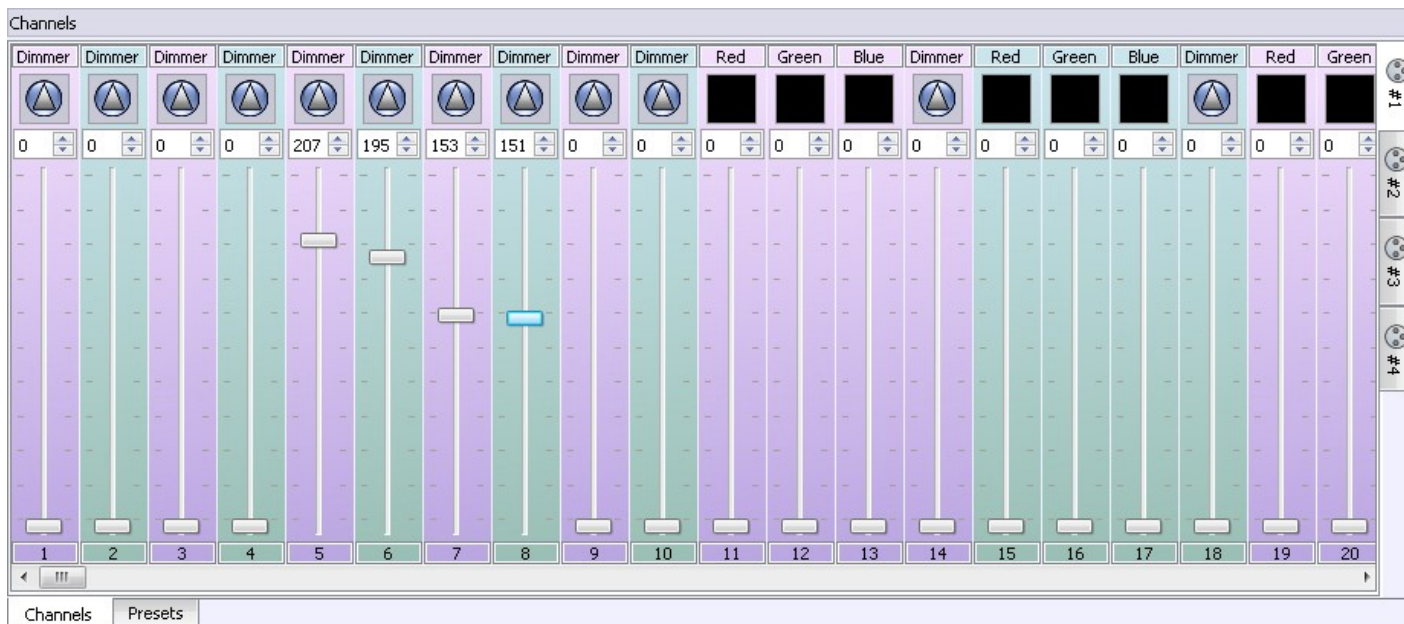 Channels
Dimmer Dimmer Dimmer Dimmer Dimmer Dimmer Dimmer Dimmer Dimmer Dimmer Red Green Blue Dimmer Red Green Blue Dimmer Red Green
0 0 0 0 207 195 153 151 0 0 0 0 0 0 0 0 0 0 0 0
#1
#2
#3
#4
1 2 3 4 5 6 7 8 9 10 11 12 13 14 15 16 17 18 19 20
Channels Presets